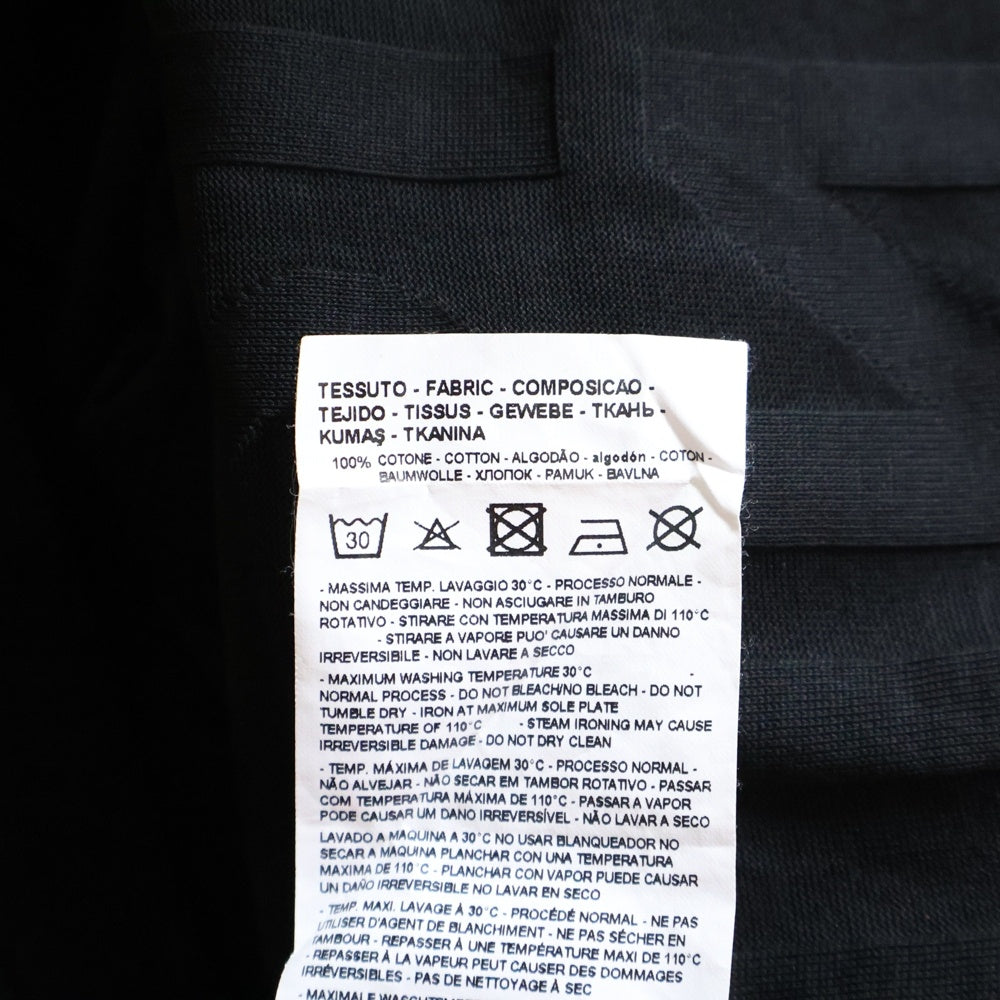 TESSUTO - FABRIC - COMPOSICAO -
TEJIDO - TISSUS - GEWEBE - ТКАНЬ -
KUMAŞ - TKANINA
100% COTONE - COTTON - ALGODÃO - algodón - COTON -
BAUMWOLLE - ХЛОПОК - PAMUK - BAVLNA
30
- MASSIMA TEMP. LAVAGGIO 30°C - PROCESSO NORMALE -
NON CANDEGGIARE - NON ASCIUGARE IN TAMBURO
ROTATIVO - STIRARE CON TEMPERATURA MASSIMA DI 110°C
- STIRARE A VAPORE PUO' CAUSARE UN DANNO
IRREVERSIBILE - NON LAVARE A SECCO
- MAXIMUM WASHING TEMPERATURE 30°C -
NORMAL PROCESS - DO NOT BLEACH/NO BLEACH - DO NOT
TUMBLE DRY - IRON AT MAXIMUM SOLE PLATE
TEMPERATURE OF 110°C - STEAM IRONING MAY CAUSE
IRREVERSIBLE DAMAGE - DO NOT DRY CLEAN
- TEMP. MÁXIMA DE LAVAGEM 30°C - PROCESSO NORMAL -
NÃO ALVEJAR - NÃO SECAR EM TAMBOR ROTATIVO - PASSAR
COM TEMPERATURA MÁXIMA DE 110°C - PASSAR A VAPOR
PODE CAUSAR UM DANO IRREVERSÍVEL - NÃO LAVAR A SECO
LAVADO A MAQUINA A 30°C NO USAR BLANQUEADOR NO
SECAR A MAQUINA PLANCHAR CON UNA TEMPERATURA
MAXIMA DE 110°C - PLANCHAR CON VAPOR PUEDE CAUSAR
UN DAÑO IRREVERSIBLE NO LAVAR EN SECO
- TEMP. MAXI. LAVAGE À 30°C - PROCÉDÉ NORMAL - NE PAS
UTILISER D'AGENT DE BLANCHIMENT - NE PAS SÉCHER EN
TAMBOUR - REPASSER À UNE TEMPÉRATURE MAXI DE 110°C
- REPASSER À LA VAPEUR PEUT CAUSER DES DOMMAGES
IRRÉVERSIBLES - PAS DE NETTOYAGE À SEC
- MAXIMALE